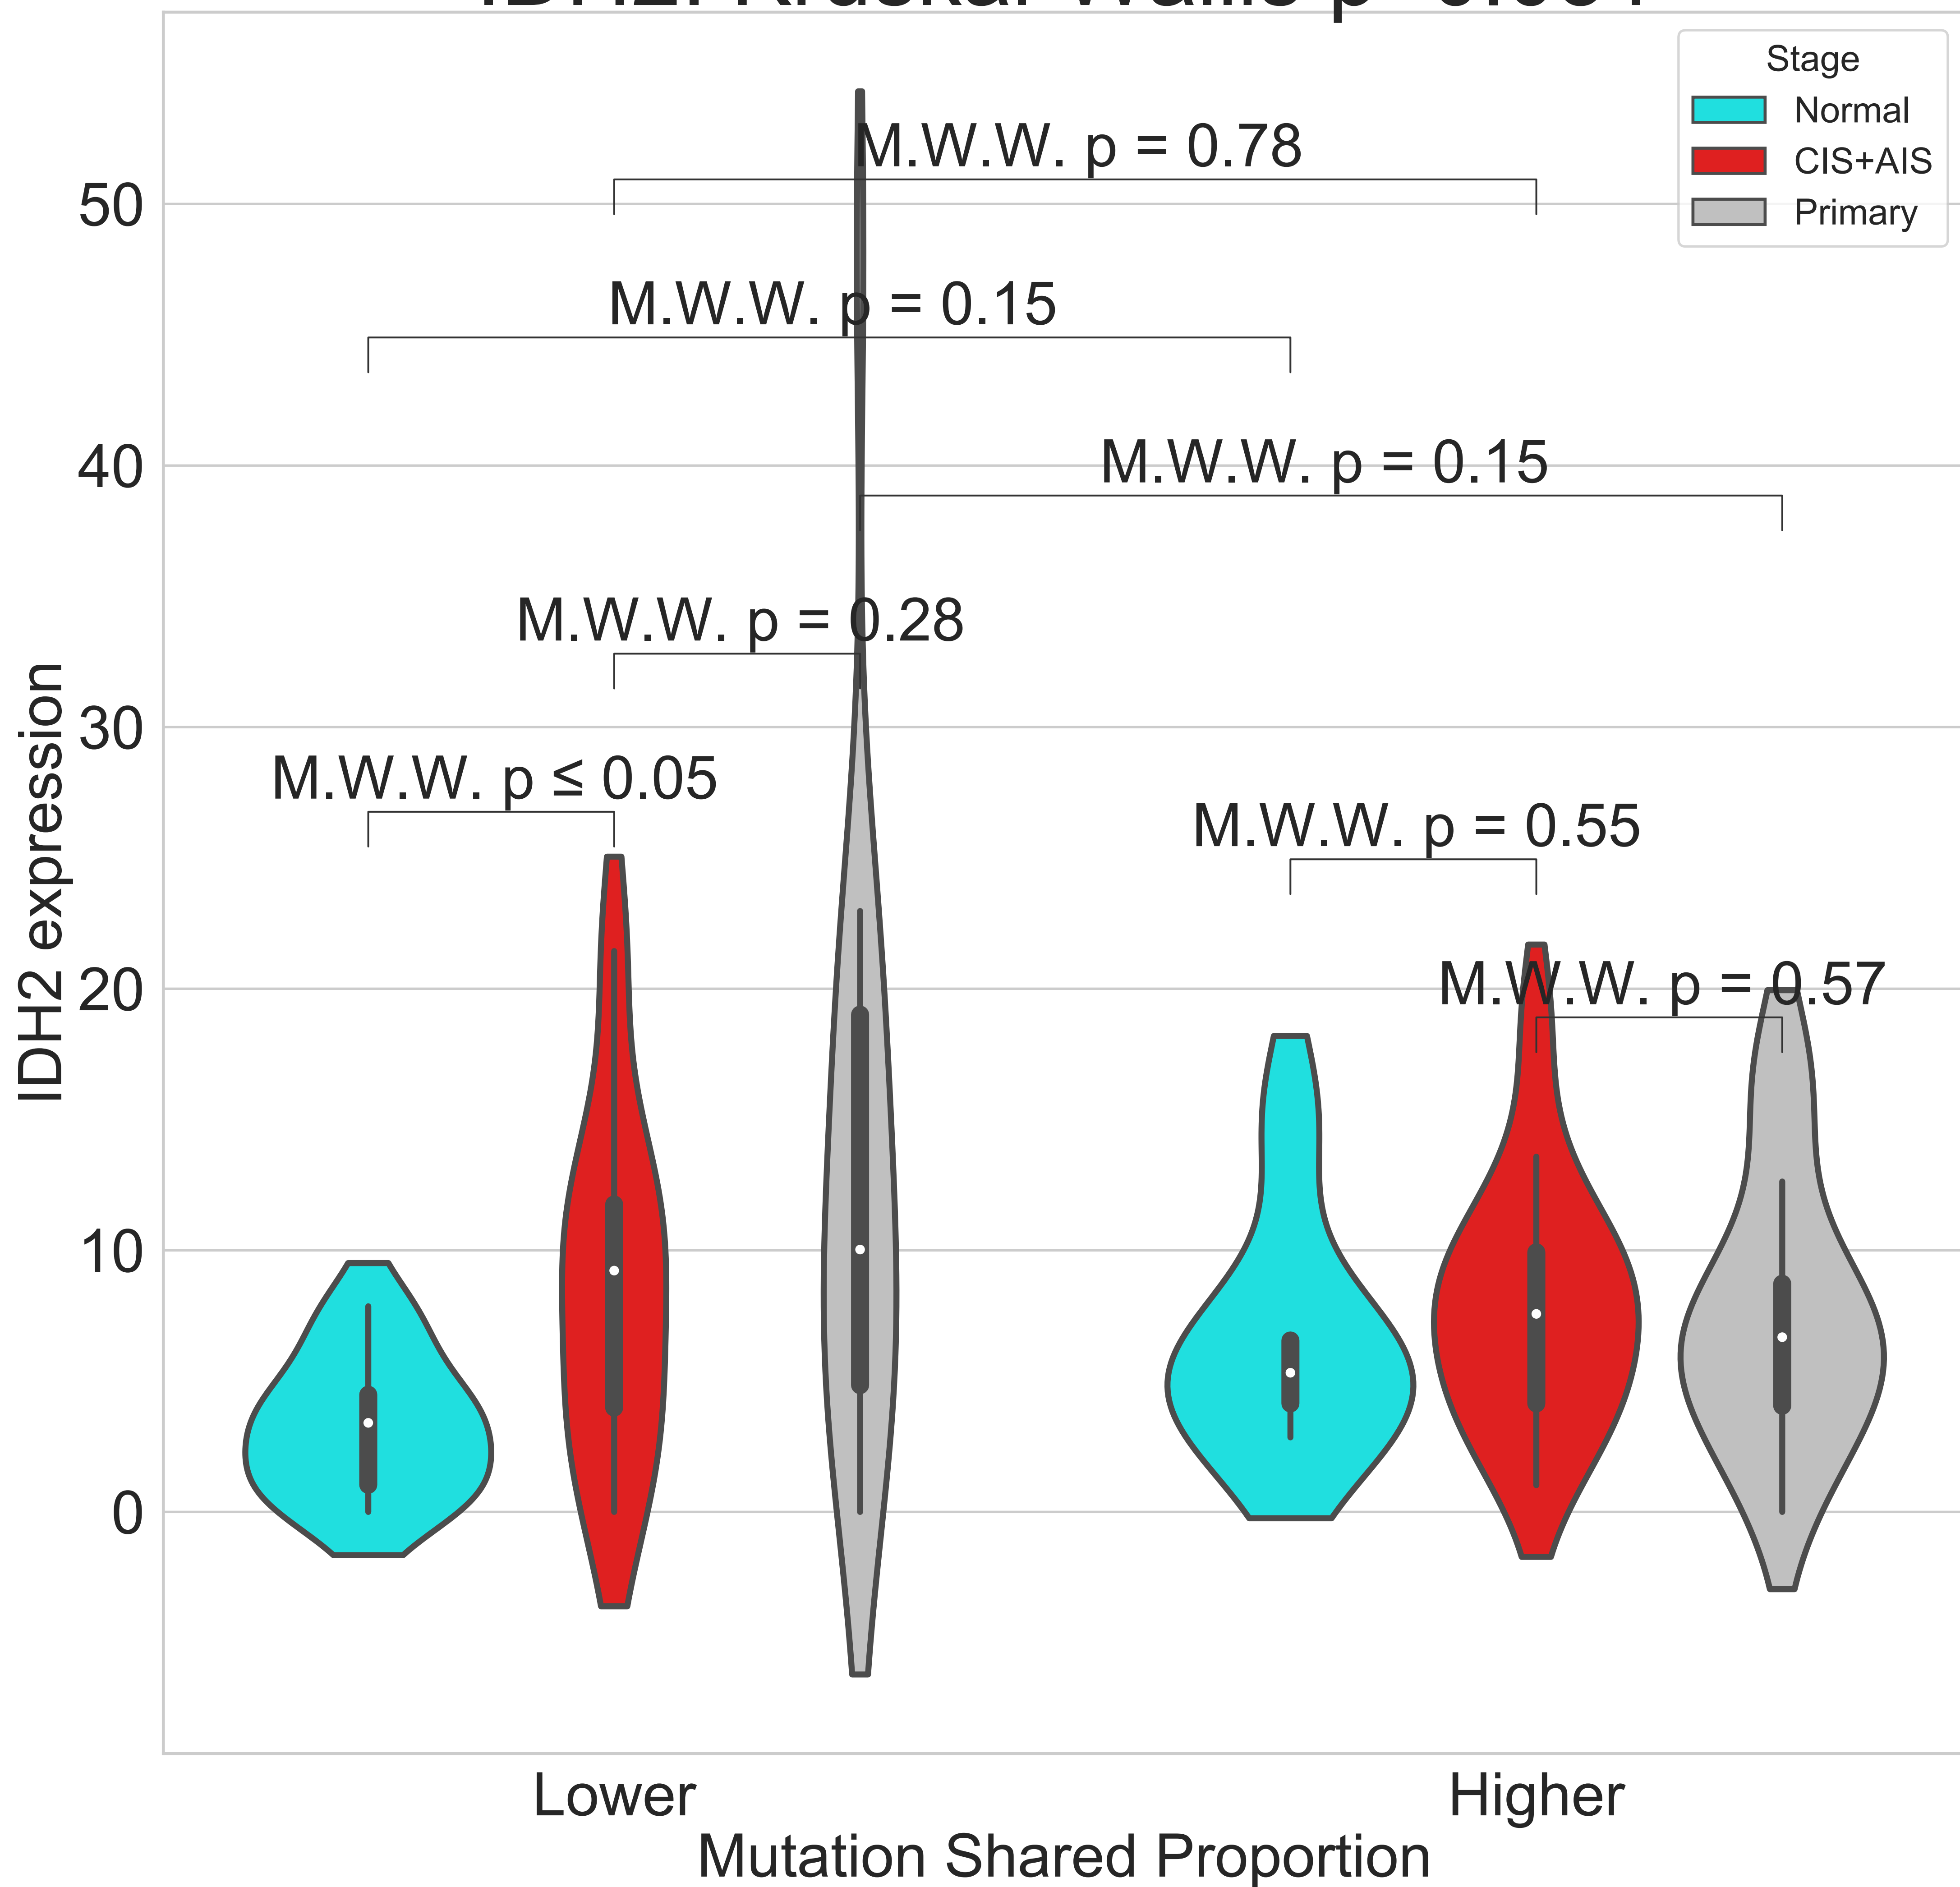 Stage
Normal
CIS+AIS
Primary
M.W.W. p = 0.78
50
M.W.W. p = 0.15
M.W.W. p = 0.15
40
M.W.W. p = 0.28
30
M.W.W. p ≤ 0.05
M.W.W. p = 0.55
M.W.W. p = 0.57
20
10
0
IDH2 expression
Lower
Higher
Mutation Shared Proportion